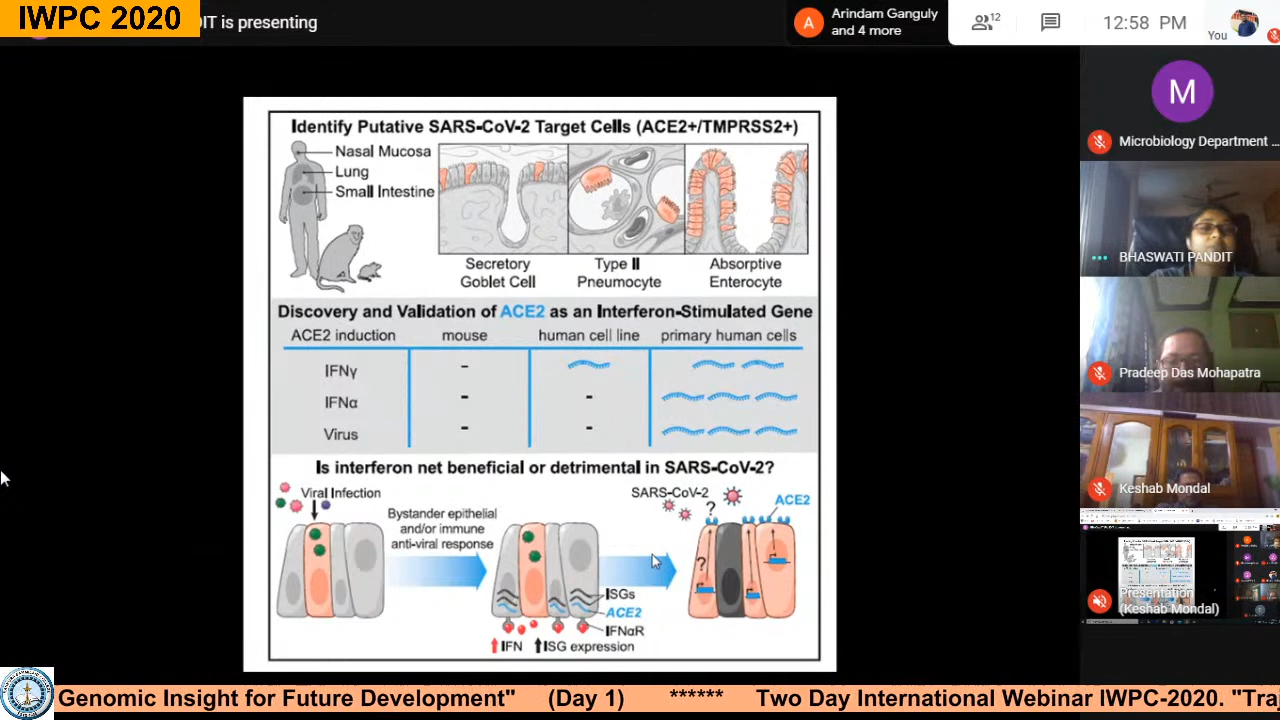 IWPC 2020
DIT is presenting
A
Arindam Ganguly
and 4 more
12
12:58 PM
You
M
Microbiology Department ...
BHASWATI PANDIT
Pradeep Das Mohapatra
Keshab Mondal
Presentation
(Keshab Mondal)
Identify Putative SARS-CoV-2 Target Cells (ACE2+/TMPRSS2+)
Nasal Mucosa
Lung
Small Intestine
Secretory
Goblet Cell
Type II
Pneumocyte
Absorptive
Enterocyte
Discovery and Validation of ACE2 as an Interferon-Stimulated Gene
ACE2 induction mouse human cell line primary human cells
IFNγ -
IFNα - -
Virus - -
Is interferon net beneficial or detrimental in SARS-CoV-2?
Viral Infection
Bystander epithelial
and/or immune
anti-viral response
ISGs
ACE2
IFNαR
IFN ISG expression
SARS-CoV-2
?
ACE2
?
Genomic Insight for Future Development" (Day 1) ****** Two Day International Webinar IWPC-2020. "Tra